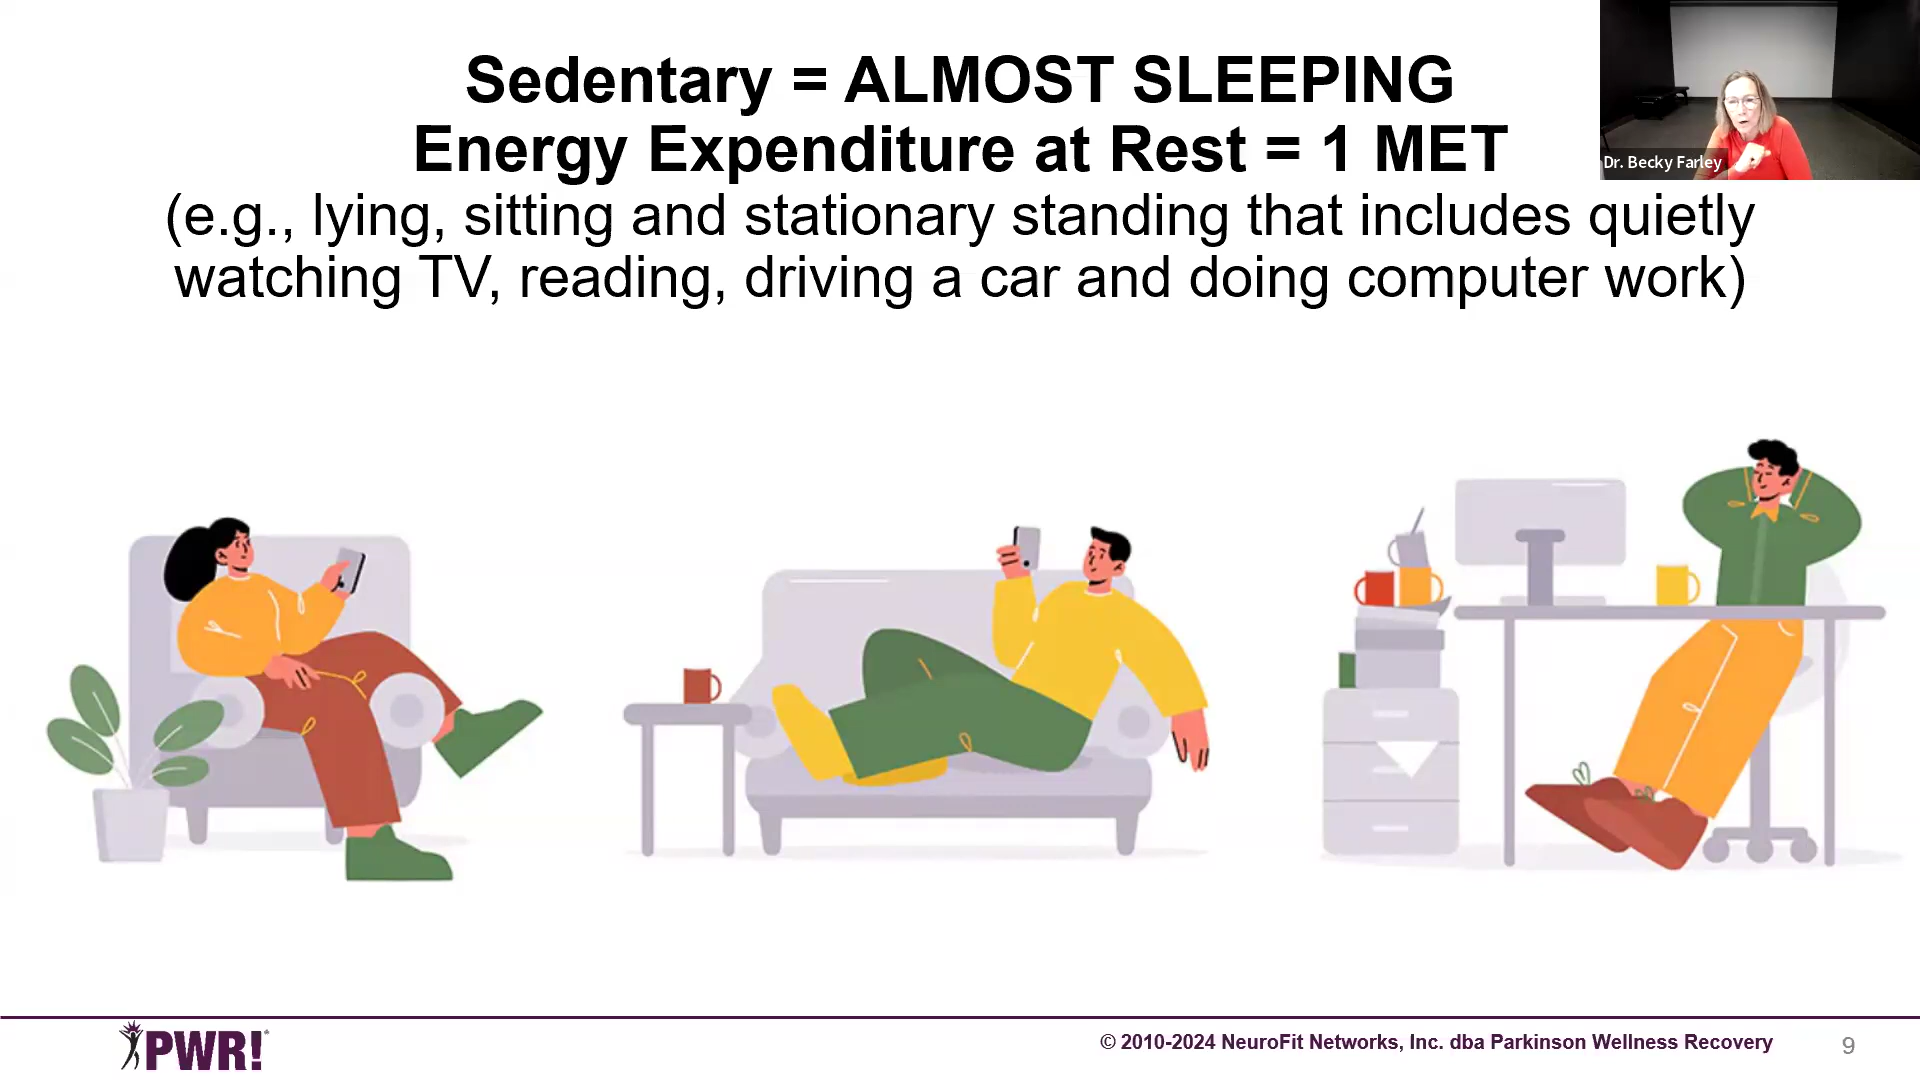 Sedentary = ALMOST SLEEPING
Energy Expenditure at Rest = 1 MET
(e.g., lying, sitting and stationary standing that includes quietly
watching TV, reading, driving a car and doing computer work)
Dr. Becky Farley
PWR!
© 2010-2024 NeuroFit Networks, Inc. dba Parkinson Wellness Recovery
9